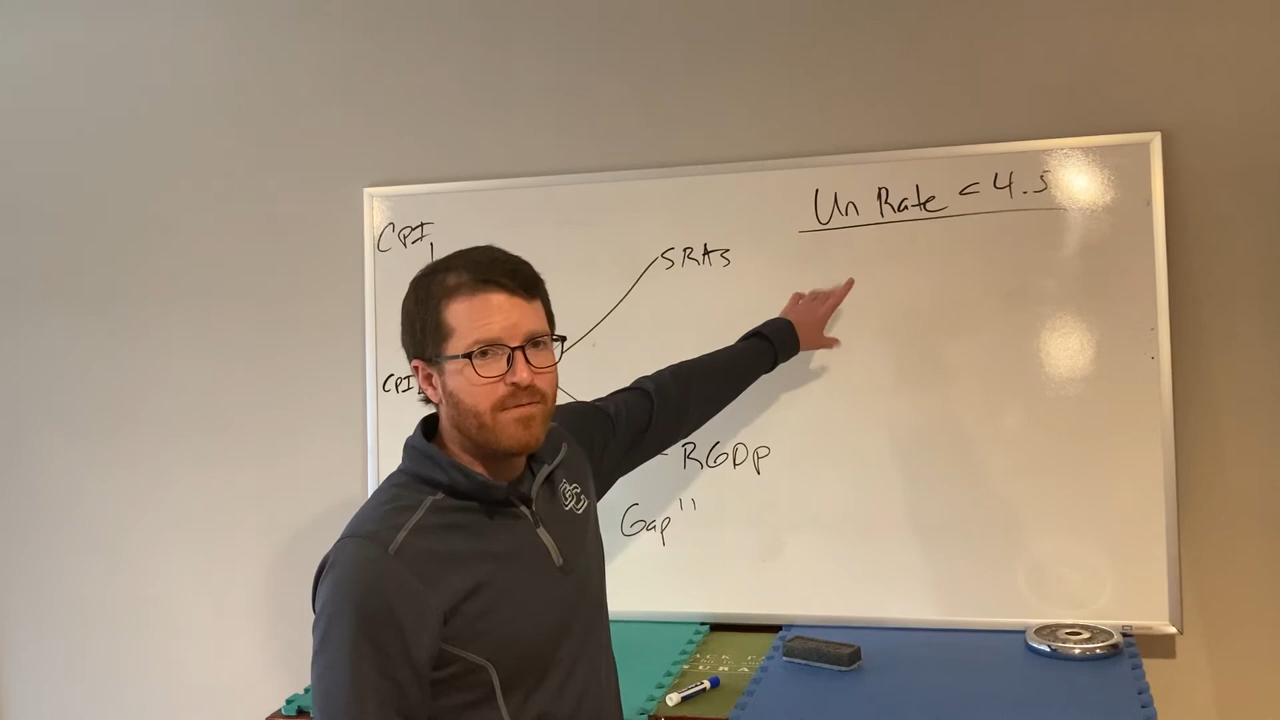 Un Rate < 4.5
CPI
SRAS
CPI
RGDP
Gap"